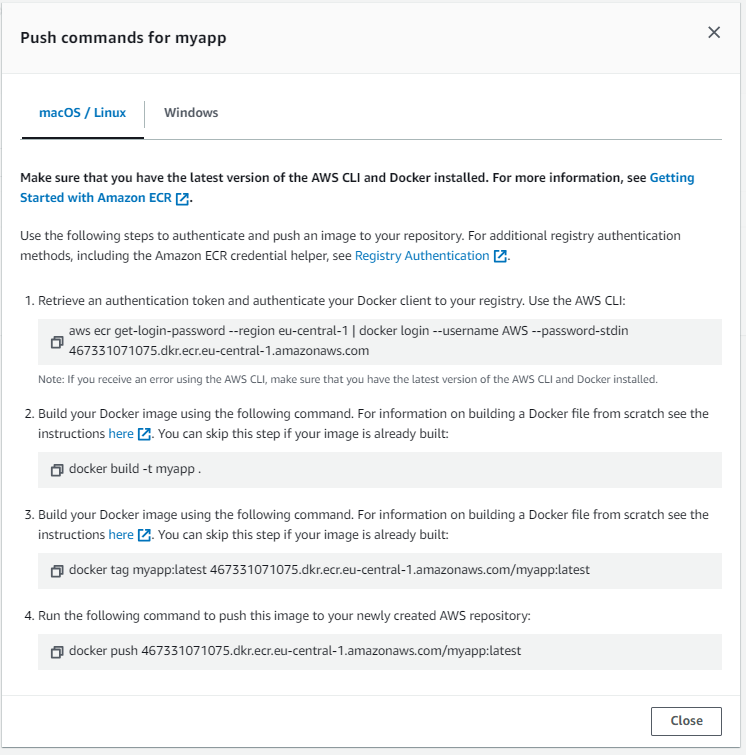 Push commands for myapp
macOS / Linux
Windows
Make sure that you have the latest version of the AWS CLI and Docker installed. For more information, see Getting
Started with Amazon ECR.
Use the following steps to authenticate and push an image to your repository. For additional registry authentication
methods, including the Amazon ECR credential helper, see Registry Authentication.
1. Retrieve an authentication token and authenticate your Docker client to your registry. Use the AWS CLI:
aws ecr get-login-password --region eu-central-1 | docker login --username AWS --password-stdin
467331071075.dkr.ecr.eu-central-1.amazonaws.com
Note: If you receive an error using the AWS CLI, make sure that you have the latest version of the AWS CLI and Docker installed.
2. Build your Docker image using the following command. For information on building a Docker file from scratch see the
instructions here. You can skip this step if your image is already built:
docker build -t myapp .
3. Build your Docker image using the following command. For information on building a Docker file from scratch see the
instructions here. You can skip this step if your image is already built:
docker tag myapp:latest 467331071075.dkr.ecr.eu-central-1.amazonaws.com/myapp:latest
4. Run the following command to push this image to your newly created AWS repository:
docker push 467331071075.dkr.ecr.eu-central-1.amazonaws.com/myapp:latest
Close